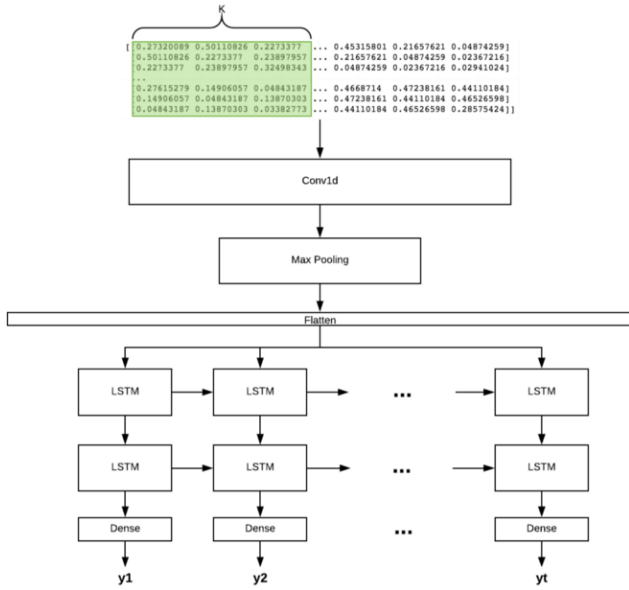 K
[ 0.27320089 0.50110826 0.2273377 ... 0.45315801 0.21657621 0.04874259]
0.50110826 0.2273377 0.23897957 ... 0.21657621 0.04874259 0.02367216]
0.2273377 0.23897957 0.32498343 ... 0.04874259 0.02367216 0.02941024]
...
0.27615279 0.14906057 0.04843187 ... 0.4668714 0.47238161 0.44110184]
0.14906057 0.04843187 0.13870303 ... 0.47238161 0.44110184 0.46526598]
0.04843187 0.13870303 0.03382773 ... 0.44110184 0.46526598 0.28575424]]
Conv1d
Max Pooling
Flatten
LSTM LSTM ... LSTM
LSTM LSTM ... LSTM
Dense Dense ... Dense
y1 y2 yt